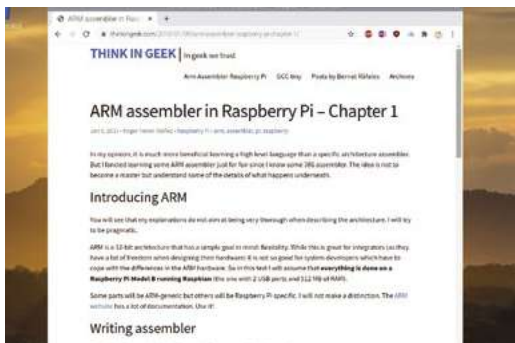 THINK IN GEEK | In geek we trust
Arm Assembler Raspberry Pi GCC tiny Posts by Bernat Ràfales Archives
ARM assembler in Raspberry Pi – Chapter 1
In my opinion, it is much more beneficial learning a high level language than a specific architecture assembler.
But I fancied learning some ARM assembler just for fun since I know some 386 assembler. The idea is not to
become a master but understand some of the details of what happens underneath.
Introducing ARM
You will see that my explanations do not aim at being very thorough when describing the architecture. I will try
to be pragmatic.
ARM is a 32-bit architecture that has a simple goal in mind: flexibility. While this is great for integrators (as they
have a lot of freedom when designing their hardware) it is not so good for system developers which have to
cope with the differences in the ARM hardware. So in this text I will assume that everything is done on a
Raspberry Pi Model B running Raspbian (the one with 2 USB ports and 512 MB of RAM).
Some parts will be ARM-generic but others will be Raspberry Pi specific. I will not make a distinction. The ARM
website has a lot of documentation. Use it!
Writing assembler